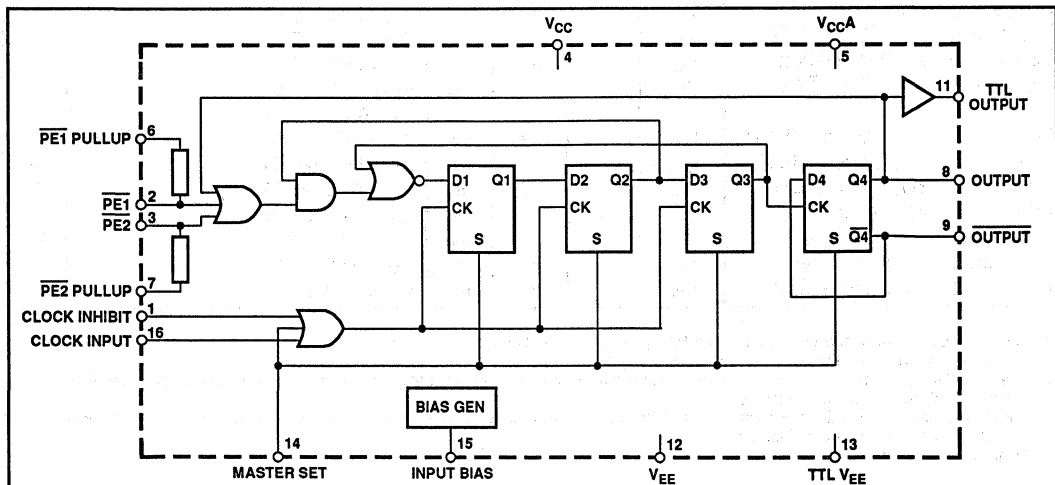 V_CC
4
V_CCA
5
11
TTL OUTPUT
PE1 PULLUP
6
PE1
2
PE2
3
PE2 PULLUP
7
CLOCK INHIBIT
1
CLOCK INPUT
16
D1 Q1
CK
S
D2 Q2
CK
S
D3 Q3
CK
S
D4 Q4
CK
S Q4
8
OUTPUT
9
OUTPUT
BIAS GEN
14
MASTER SET
15
INPUT BIAS
12
V_EE
13
TTL V_EE